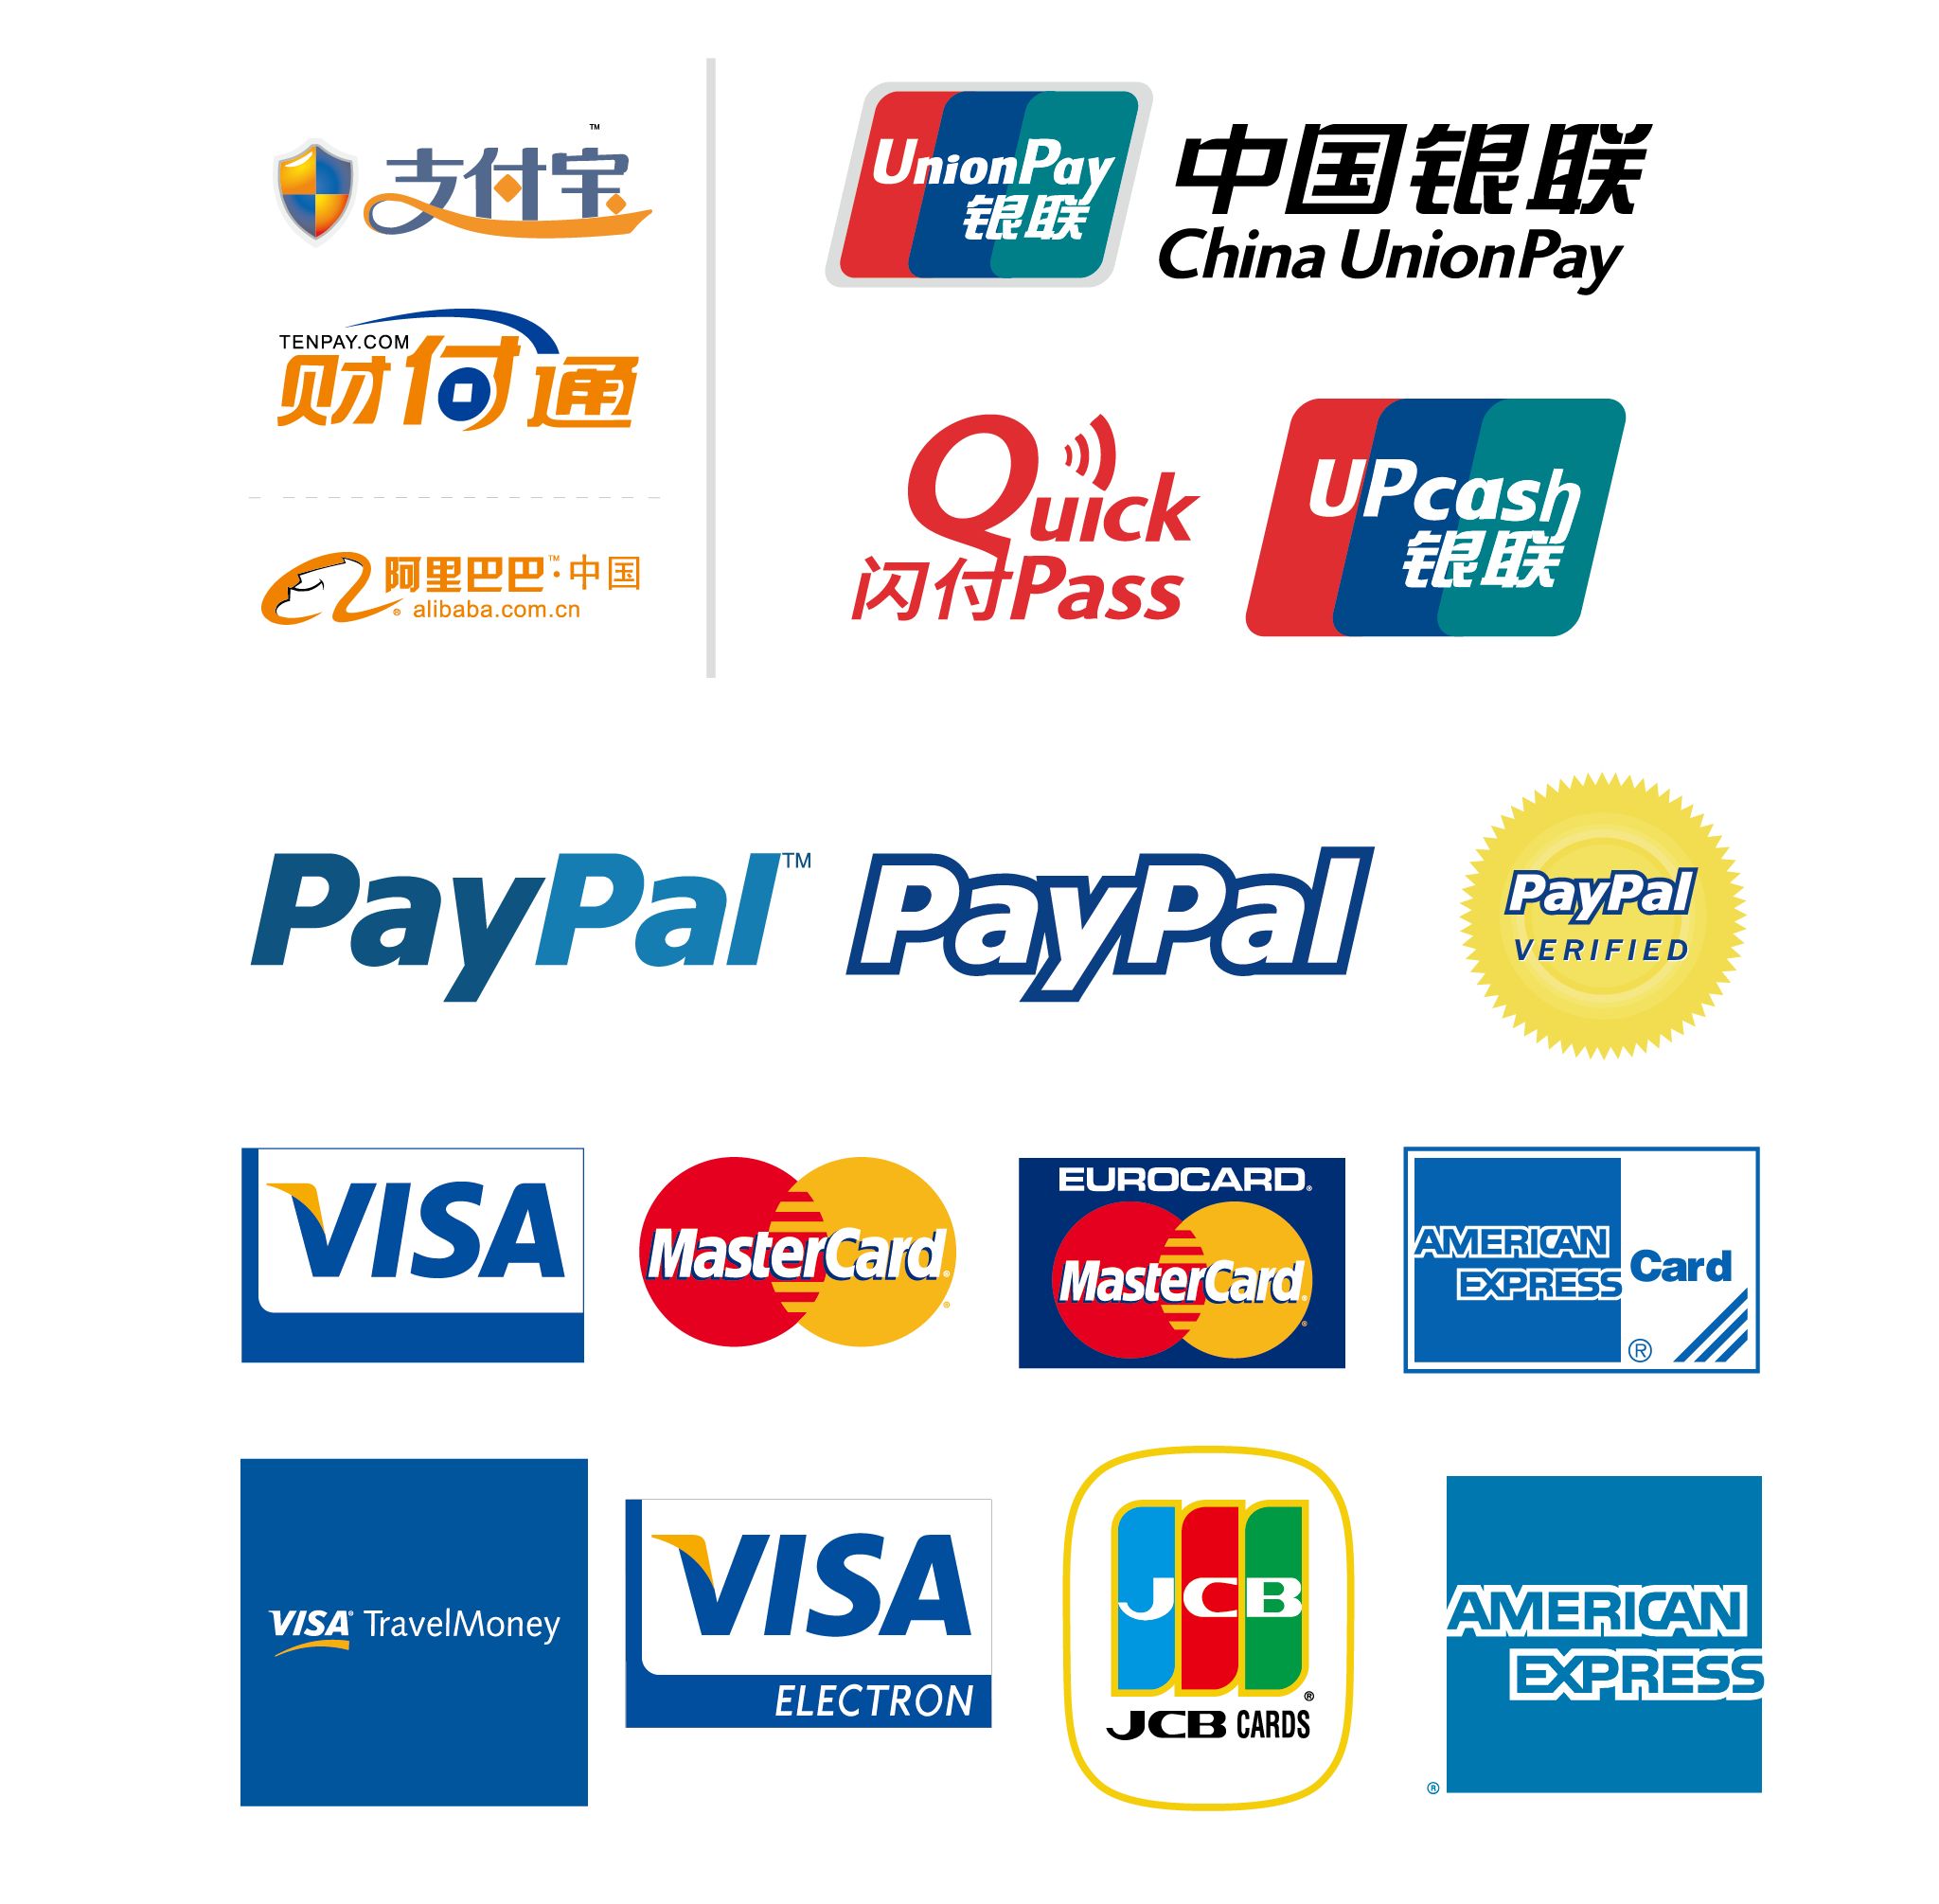 支付宝™
TENPAY.COM
财付通
阿里巴巴™·中国
® alibaba.com.cn
UnionPay
银联
中国银联
China UnionPay
Quick
闪付Pass
UPcash
银联
PayPal™
PayPal
PayPal
VERIFIED
VISA
MasterCard®
®
EUROCARD®
MasterCard®
®
AMERICAN
EXPRESS
Card
®
VISA® TravelMoney
VISA
ELECTRON
JCB
®
JCB CARDS
AMERICAN
EXPRESS
®